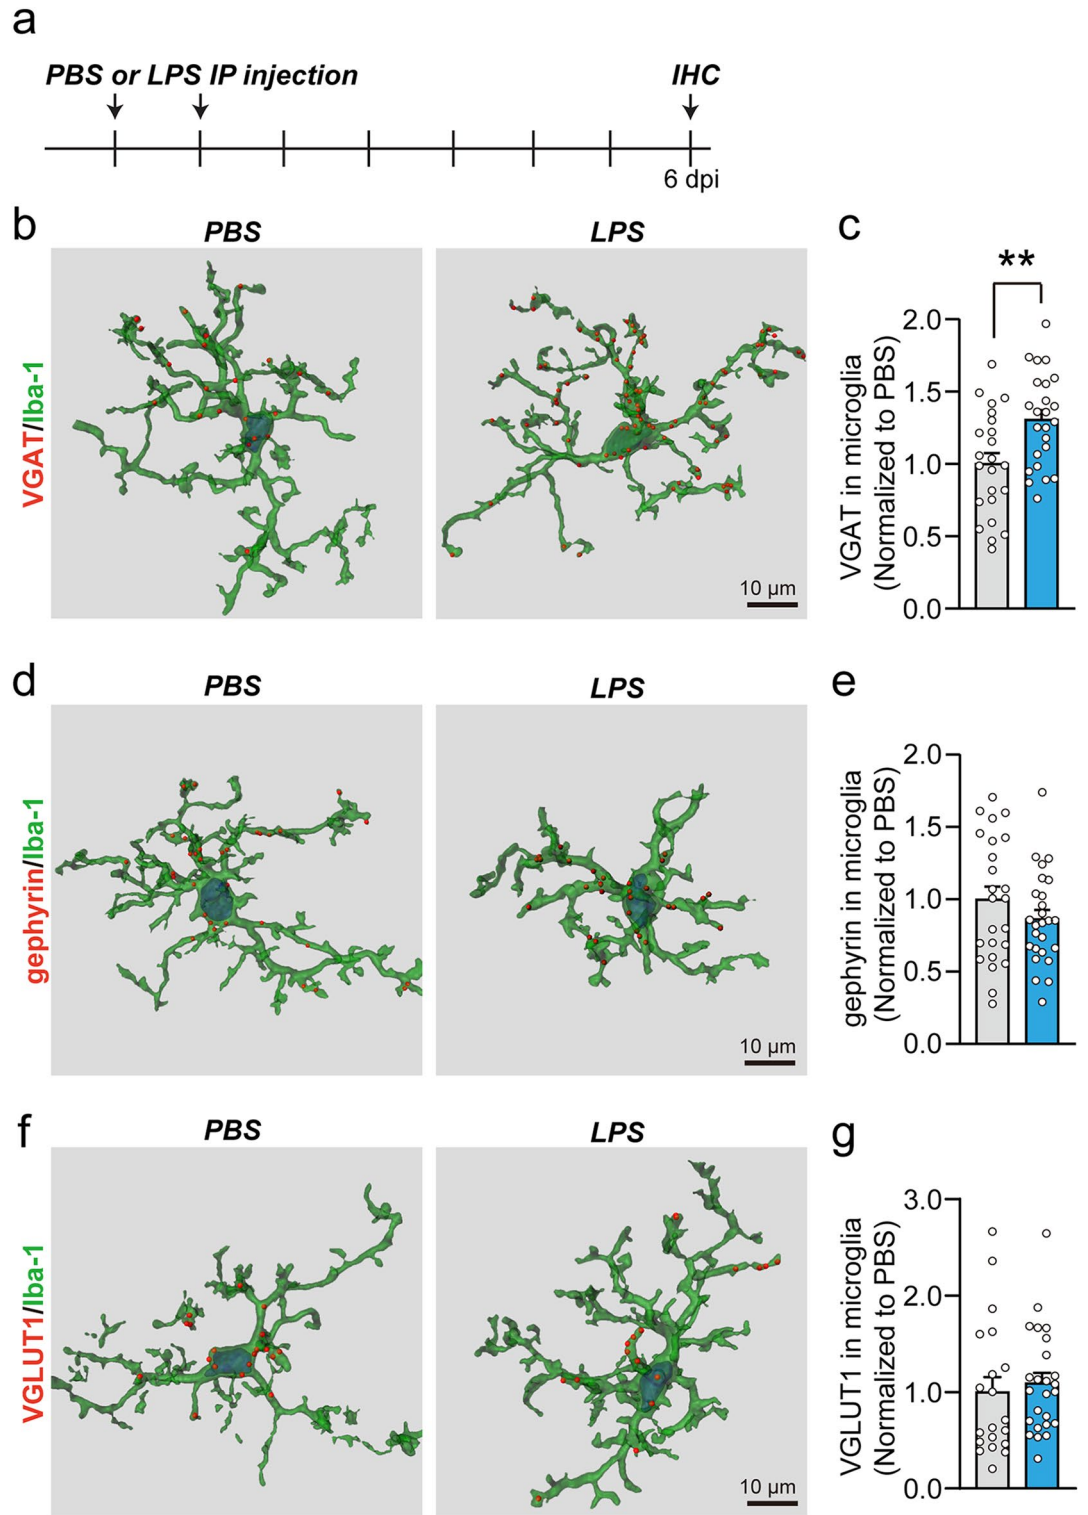 a
PBS or LPS IP injection
IHC
6 dpi
b
PBS
LPS
VGAT/Iba-1
10 µm
c
**
VGAT in microglia
(Normalized to PBS)
2.0
1.5
1.0
0.5
0.0
d
PBS
LPS
gephyrin/Iba-1
10 µm
e
gephyrin in microglia
(Normalized to PBS)
2.0
1.5
1.0
0.5
0.0
f
PBS
LPS
VGLUT1/Iba-1
10 µm
g
VGLUT1 in microglia
(Normalized to PBS)
3.0
2.0
1.0
0.0